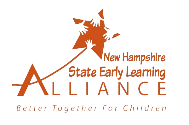 New Hampshire
State Early Learning
ALLIANCE
Better Together For Children